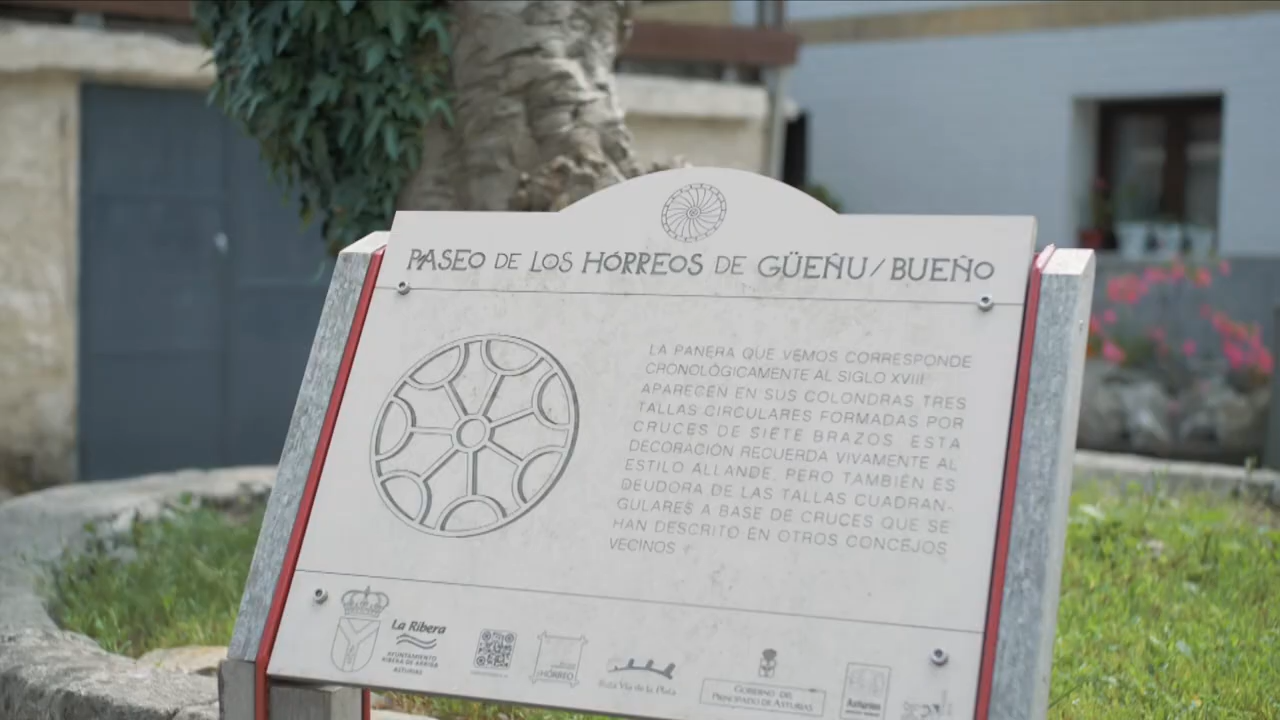 PASEO DE LOS HÓRREOS DE GÜEÑU/BUEÑO
LA PANERA QUE VEMOS CORRESPONDE
CRONOLÓGICAMENTE AL SIGLO XVIII
APARECEN EN SUS COLONDRAS TRES
TALLAS CIRCULARES FORMADAS POR
CRUCES DE SIETE BRAZOS. ESTA
DECORACIÓN RECUERDA VIVAMENTE AL
ESTILO ALLANDE, PERO TAMBIÉN ES
DEUDORA DE LAS TALLAS CUADRAN-
GULARES A BASE DE CRUCES QUE SE
HAN DESCRITO EN OTROS CONCEJOS
VECINOS
La Ribera
AYUNTAMIENTO
RIBERA DE ARRIBA
ASTURIAS
HÓRREO
Ruta Vía de la Plata
GOBIERNO DEL
PRINCIPADO DE ASTURIAS
Asturias